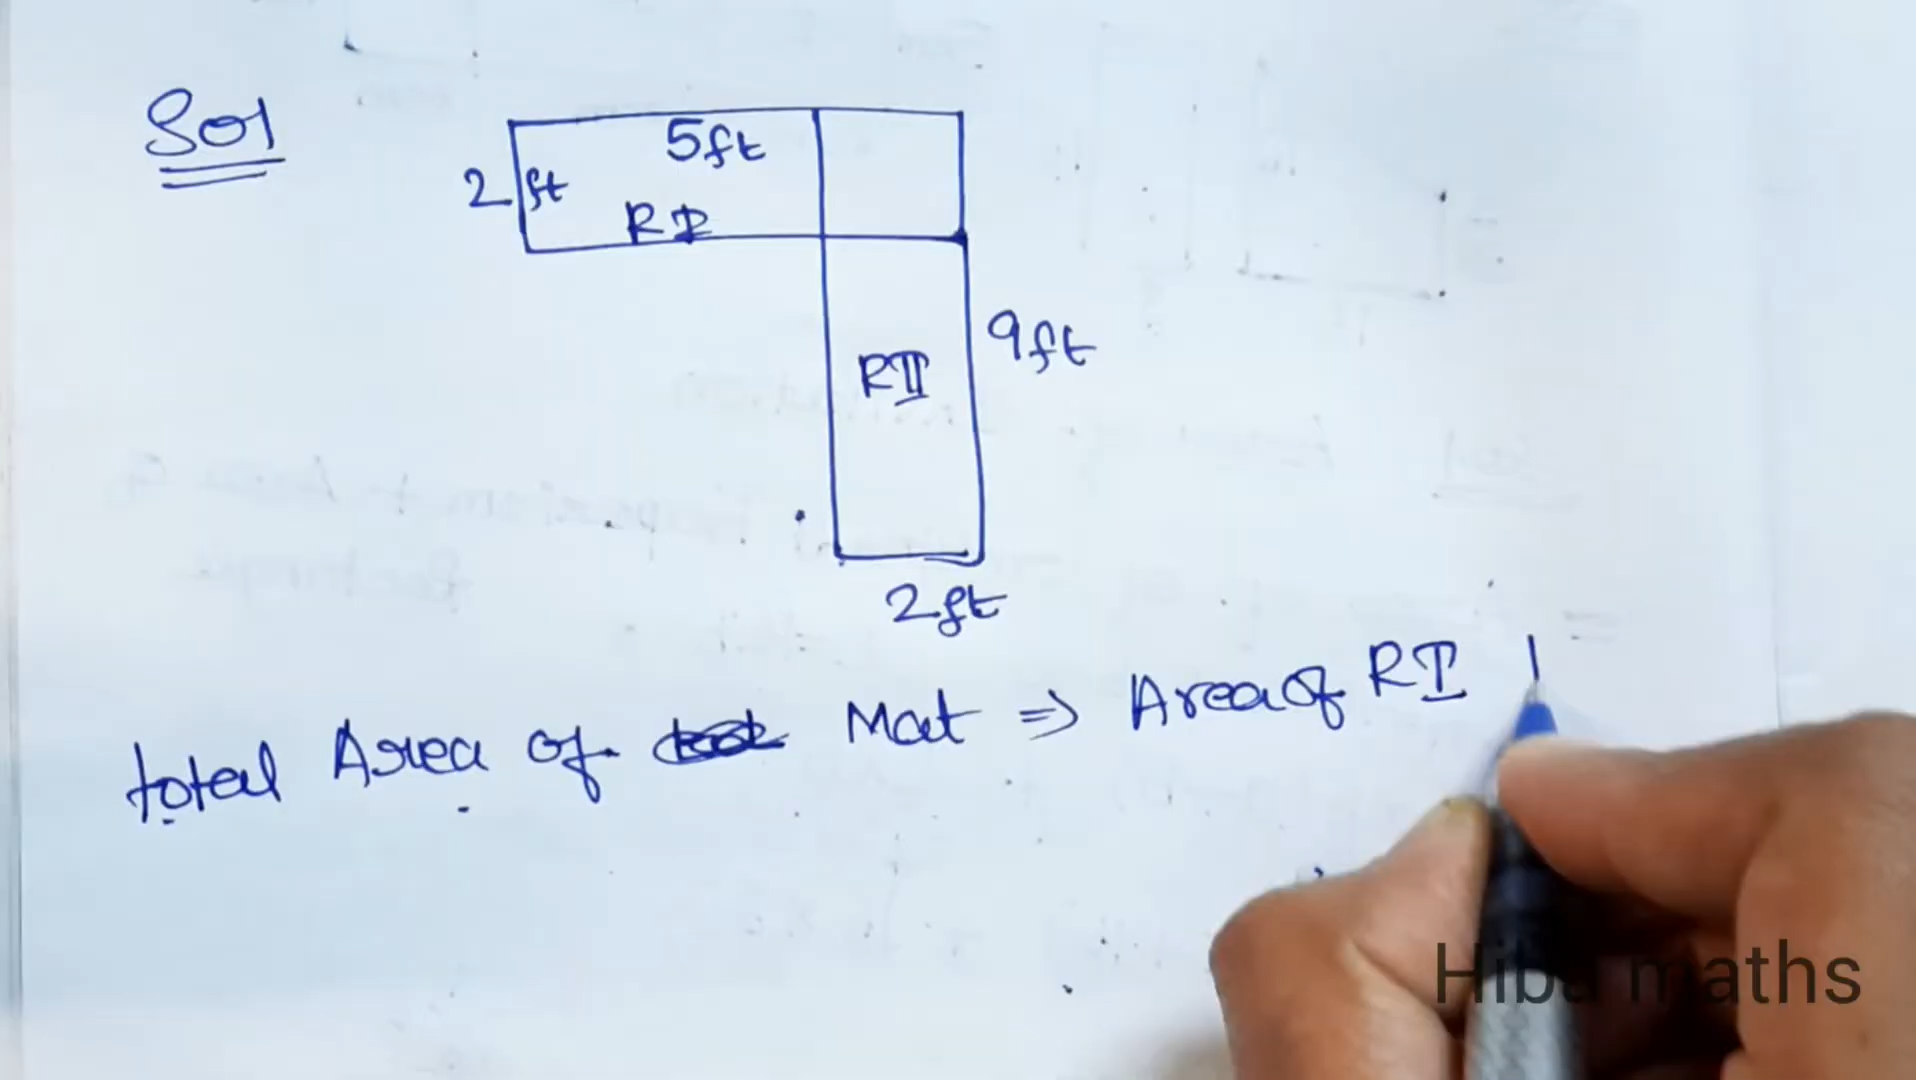 Sol
5ft
2 ft
RI
9ft
RII
2ft
total Area of Mat ⇒ Area of RI
Hiba maths